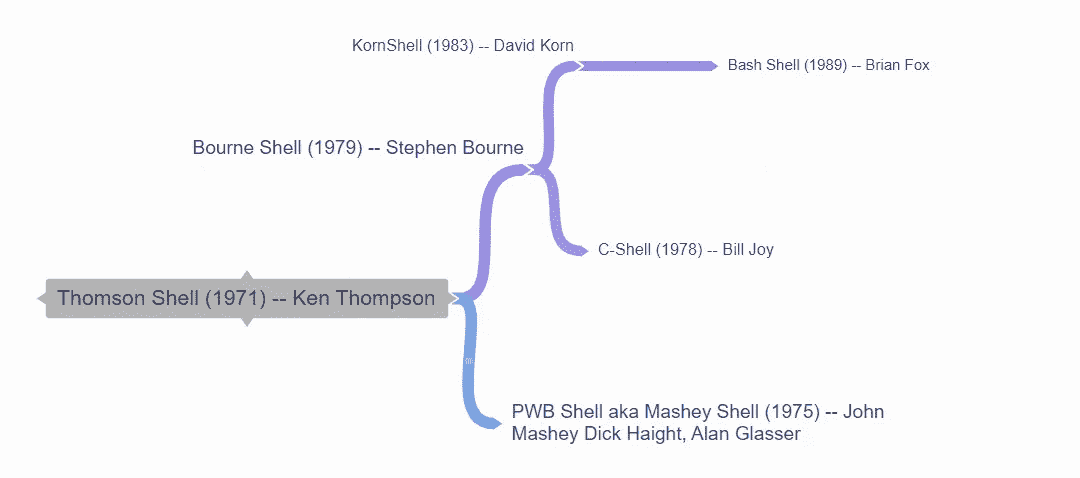 KornShell (1983) -- David Korn
Bash Shell (1989) -- Brian Fox
Bourne Shell (1979) -- Stephen Bourne
C-Shell (1978) -- Bill Joy
Thomson Shell (1971) -- Ken Thompson
PWB Shell aka Mashey Shell (1975) -- John
Mashey Dick Haight, Alan Glasser